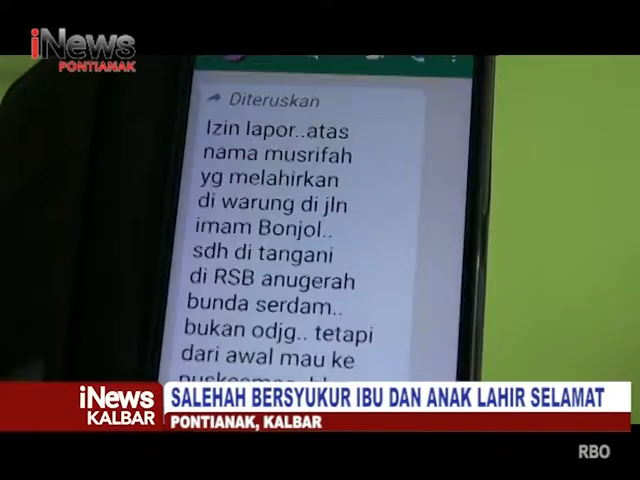 iNews
PONTIANAK
Diteruskan
Izin lapor..atas
nama musrifah
yg melahirkan
di warung di jln
imam Bonjol..
sdh di tangani
di RSB anugerah
bunda serdam..
bukan odjg.. tetapi
dari awal mau ke
iNews
KALBAR
SALEHAH BERSYUKUR IBU DAN ANAK LAHIR SELAMAT
PONTIANAK, KALBAR
RBO